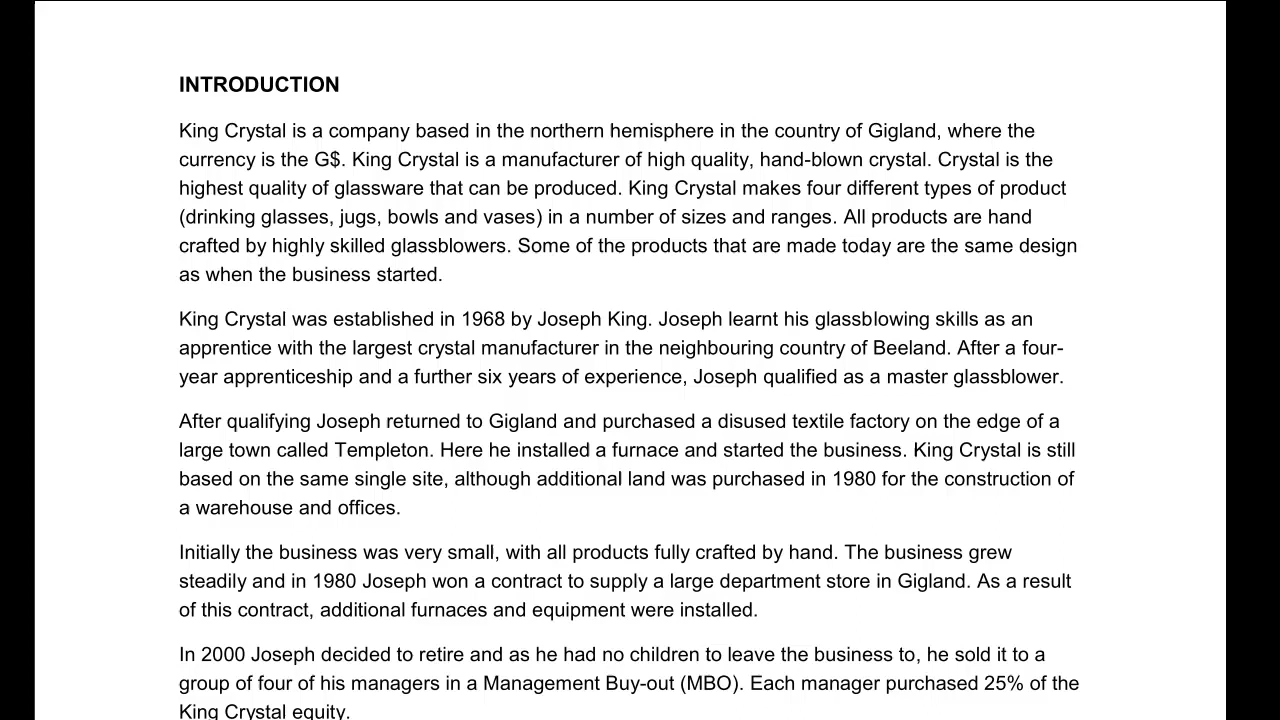 INTRODUCTION
King Crystal is a company based in the northern hemisphere in the country of Gigland, where the
currency is the G$. King Crystal is a manufacturer of high quality, hand-blown crystal. Crystal is the
highest quality of glassware that can be produced. King Crystal makes four different types of product
(drinking glasses, jugs, bowls and vases) in a number of sizes and ranges. All products are hand
crafted by highly skilled glassblowers. Some of the products that are made today are the same design
as when the business started.
King Crystal was established in 1968 by Joseph King. Joseph learnt his glassblowing skills as an
apprentice with the largest crystal manufacturer in the neighbouring country of Beeland. After a four-
year apprenticeship and a further six years of experience, Joseph qualified as a master glassblower.
After qualifying Joseph returned to Gigland and purchased a disused textile factory on the edge of a
large town called Templeton. Here he installed a furnace and started the business. King Crystal is still
based on the same single site, although additional land was purchased in 1980 for the construction of
a warehouse and offices.
Initially the business was very small, with all products fully crafted by hand. The business grew
steadily and in 1980 Joseph won a contract to supply a large department store in Gigland. As a result
of this contract, additional furnaces and equipment were installed.
In 2000 Joseph decided to retire and as he had no children to leave the business to, he sold it to a
group of four of his managers in a Management Buy-out (MBO). Each manager purchased 25% of the
King Crystal equity.